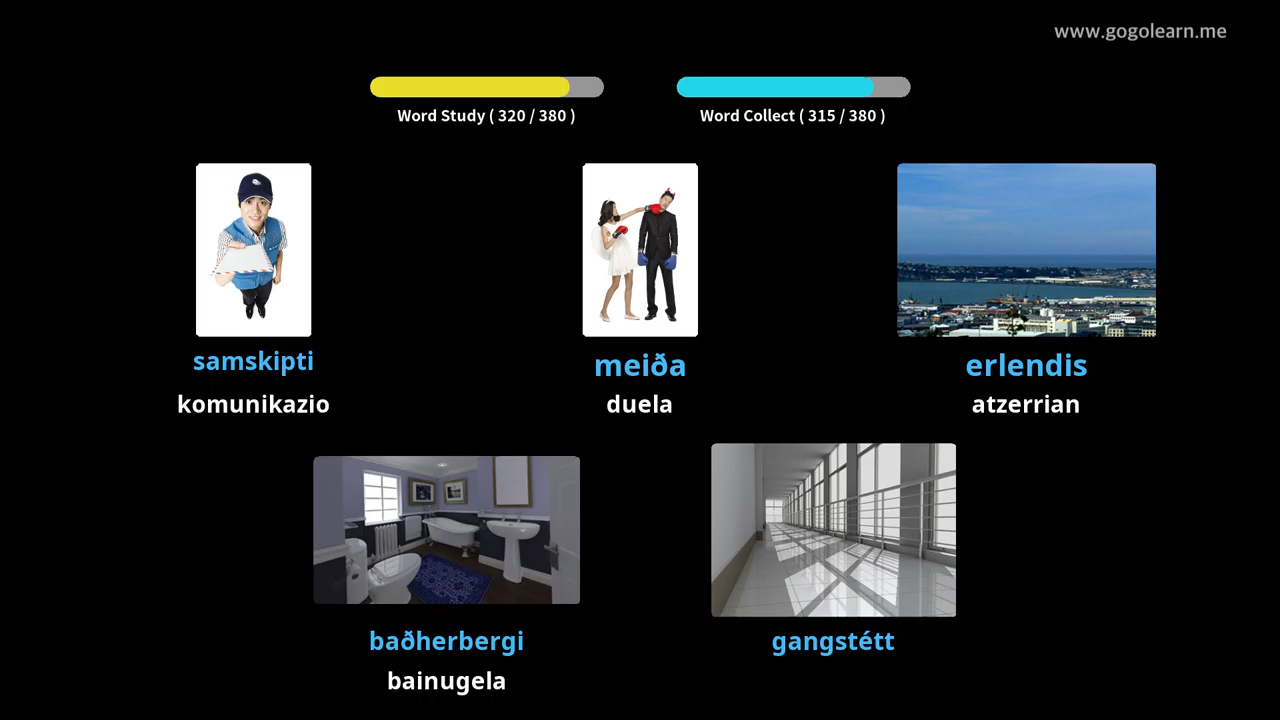 www.gogolearn.me
Word Study ( 320 / 380 )
Word Collect ( 315 / 380 )
samskipti
komunikazio
meiða
duela
erlendis
atzerrian
baðherbergi
bainugela
gangstétt